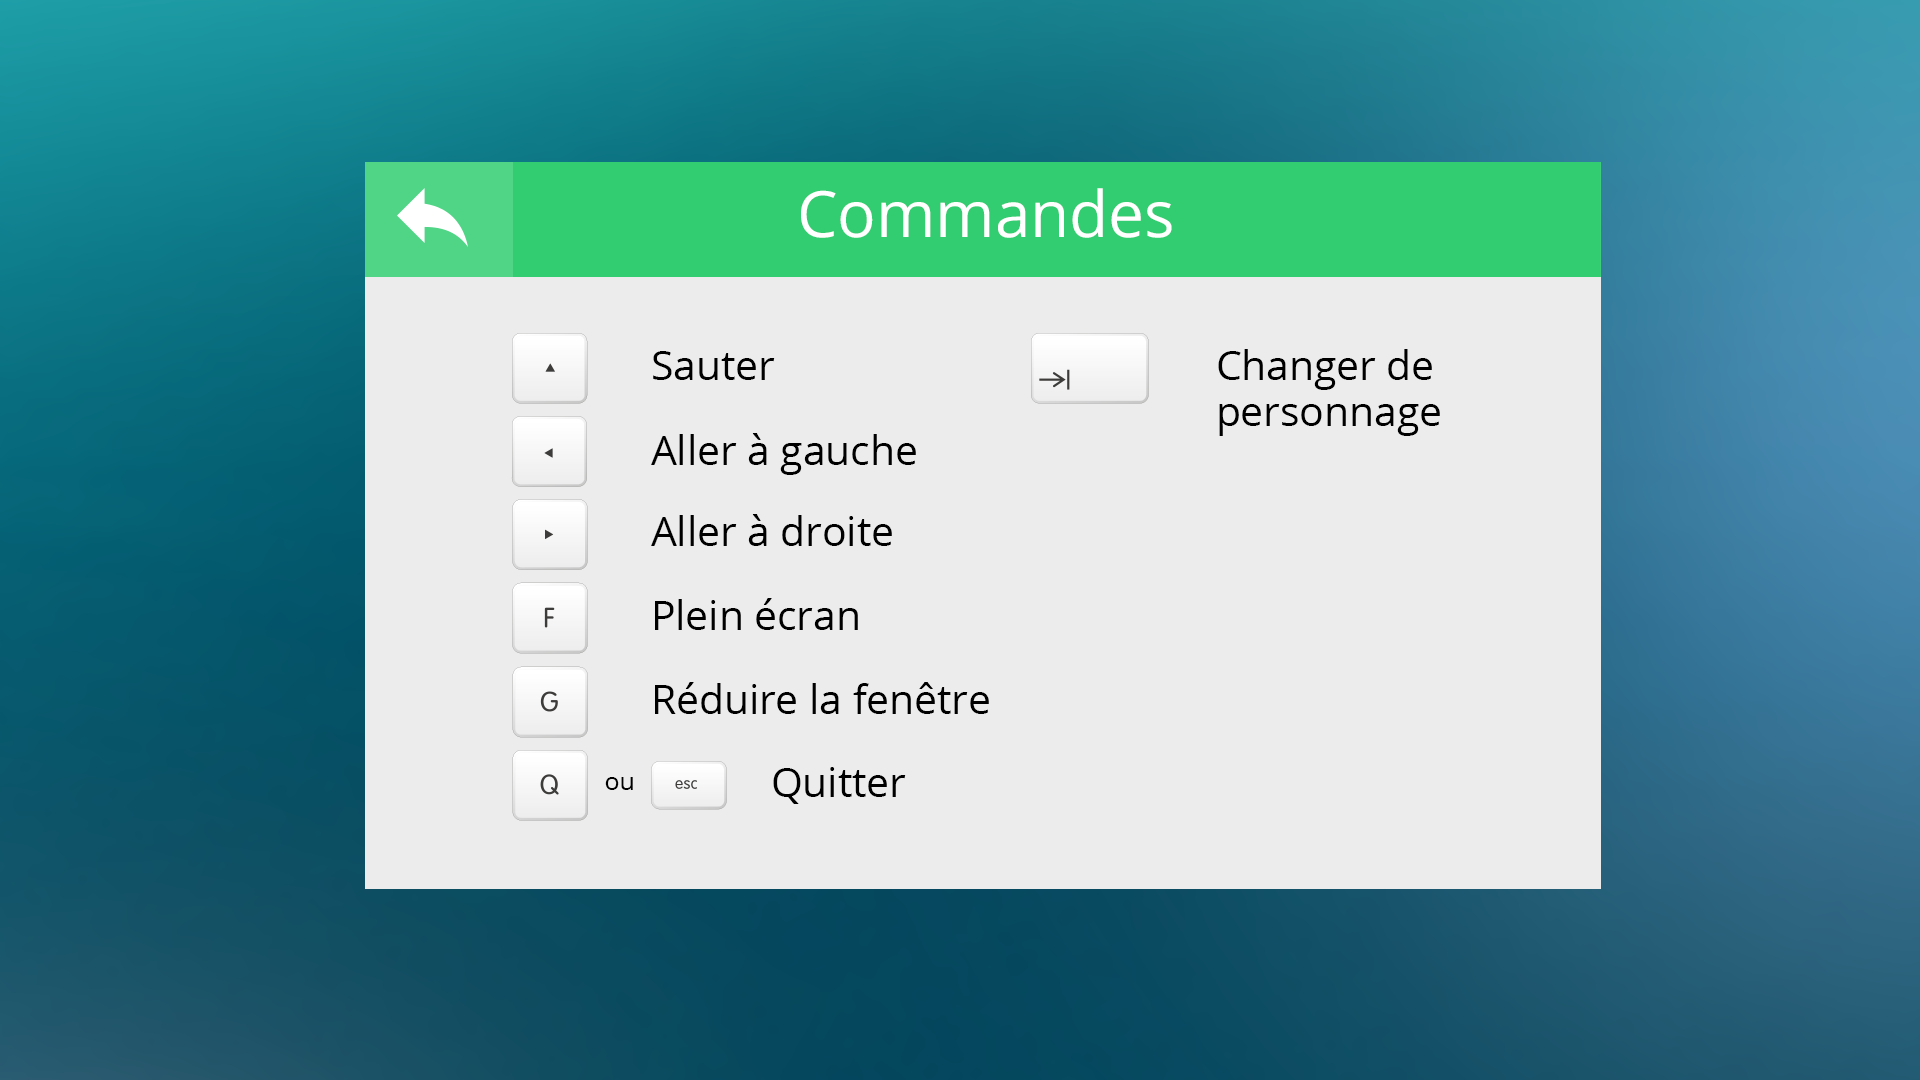 Commandes
Sauter
Changer de
personnage
Aller à gauche
Aller à droite
F Plein écran
G Réduire la fenêtre
Q ou esc Quitter